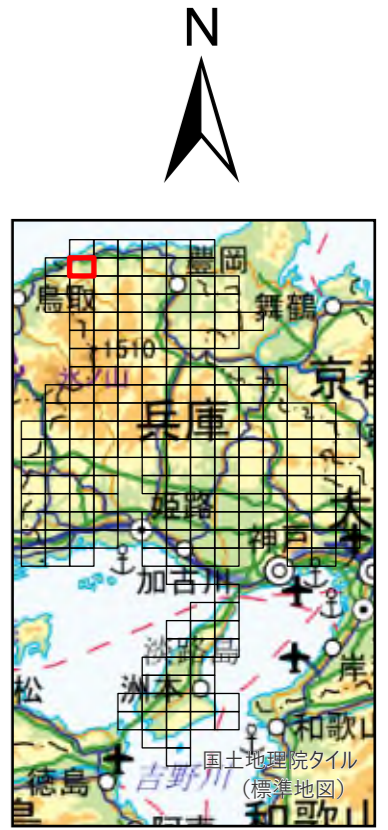 N
豊岡
鳥取
舞鶴
1510
氷ノ山
京都
兵庫
大
姫路
神戸
加古川
淡路島
岸
松
洲本
和歌山
国土地理院タイル
徳島
吉野川
(標準地図)
島
和歌山